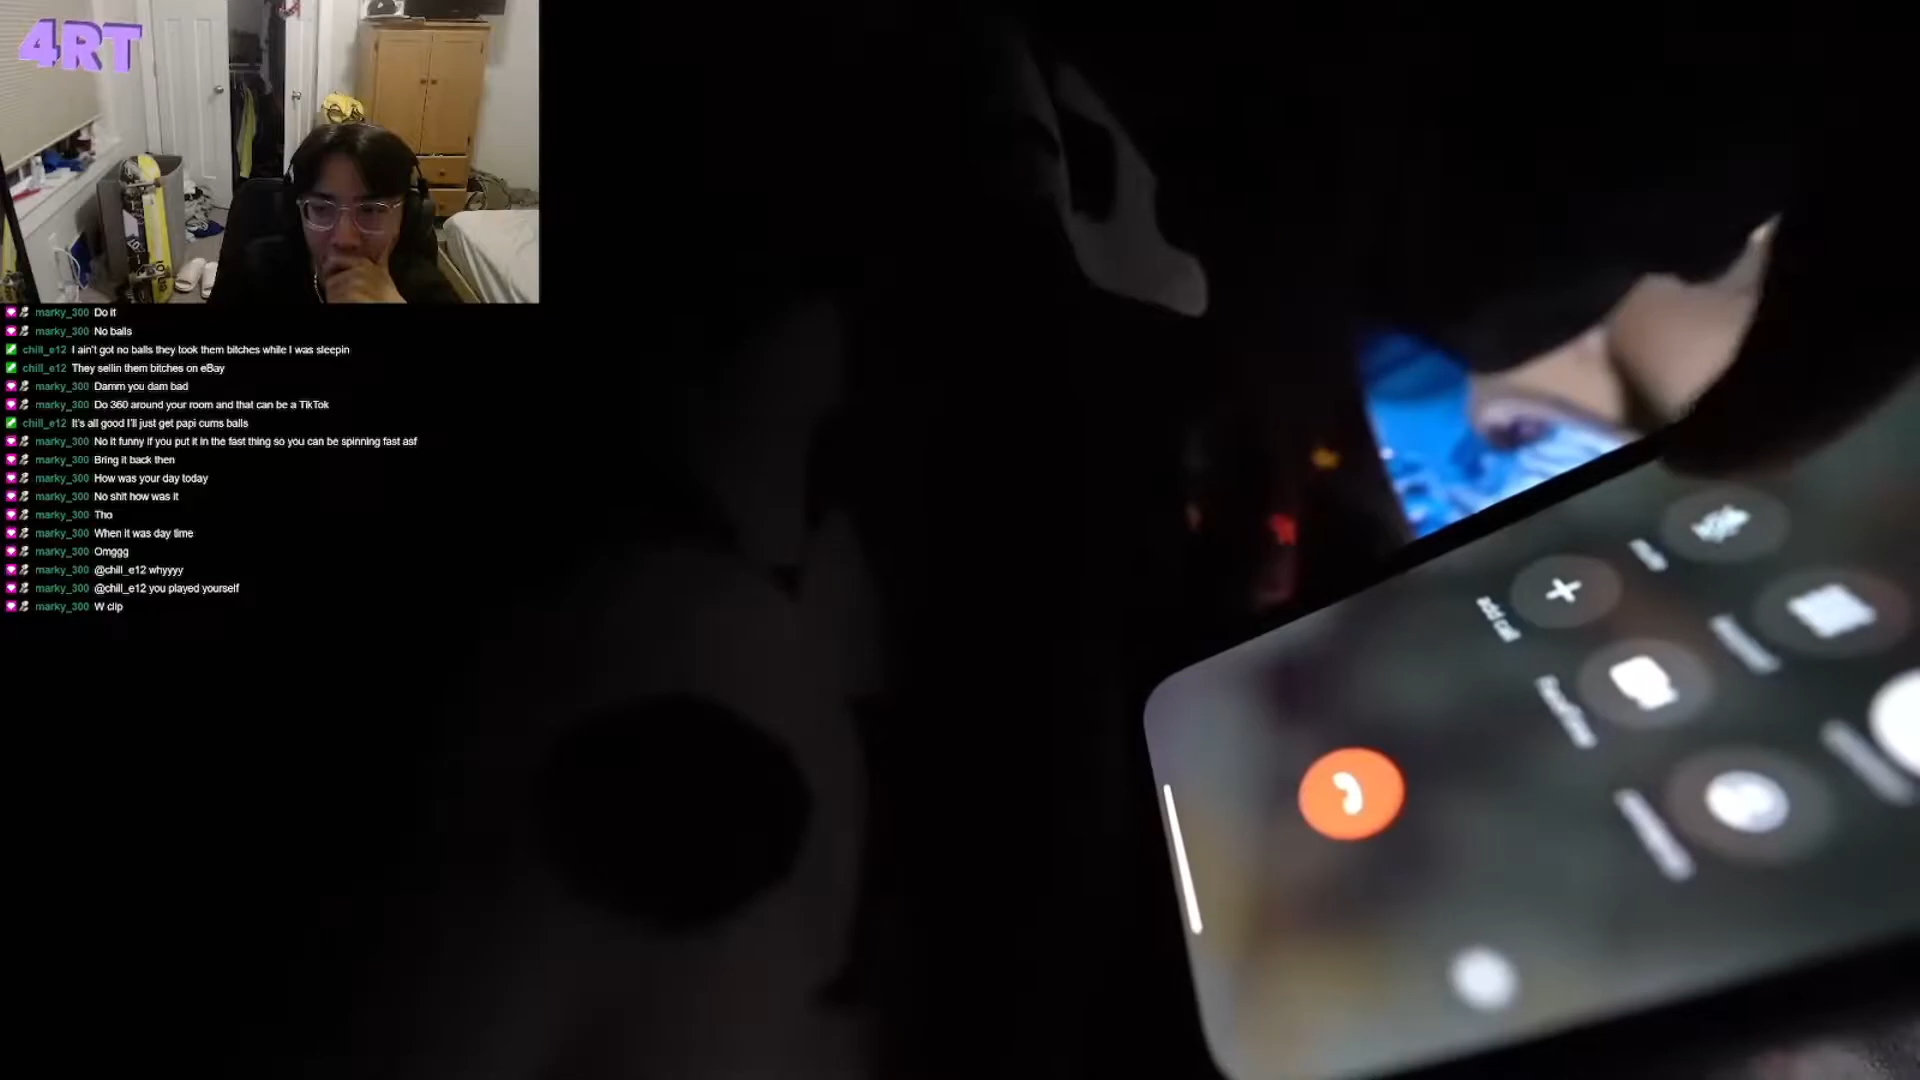 4RT
marky_300 Do it
marky_300 No balls
chill_e12 I ain't got no balls they took them bitches while I was sleepin
chill_e12 They sellin them bitches on eBay
marky_300 Damm you dam bad
marky_300 Do 360 around your room and that can be a TikTok
chill_e12 It's all good I'll just get papi cums balls
marky_300 No it funny if you put it in the fast thing so you can be spinning fast asf
marky_300 Bring it back then
marky_300 How was your day today
marky_300 No shit how was it
marky_300 Tho
marky_300 When it was day time
marky_300 Omggg
marky_300 @chill_e12 whyyyy
marky_300 @chill_e12 you played yourself
marky_300 W clip
add call
FaceTime